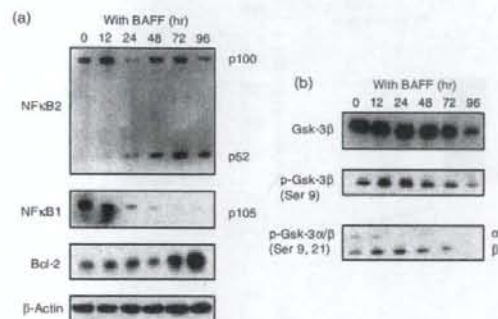 (a)
With BAFF (hr)
0 12 24 48 72 96
p100
NFκB2
p52
NFκB1
p105
Bcl-2
β-Actin
(b)
With BAFF (hr)
0 12 24 48 72 96
Gsk-3β
p-Gsk-3β
(Ser 9)
p-Gsk-3α/β
(Ser 9, 21)
α
β